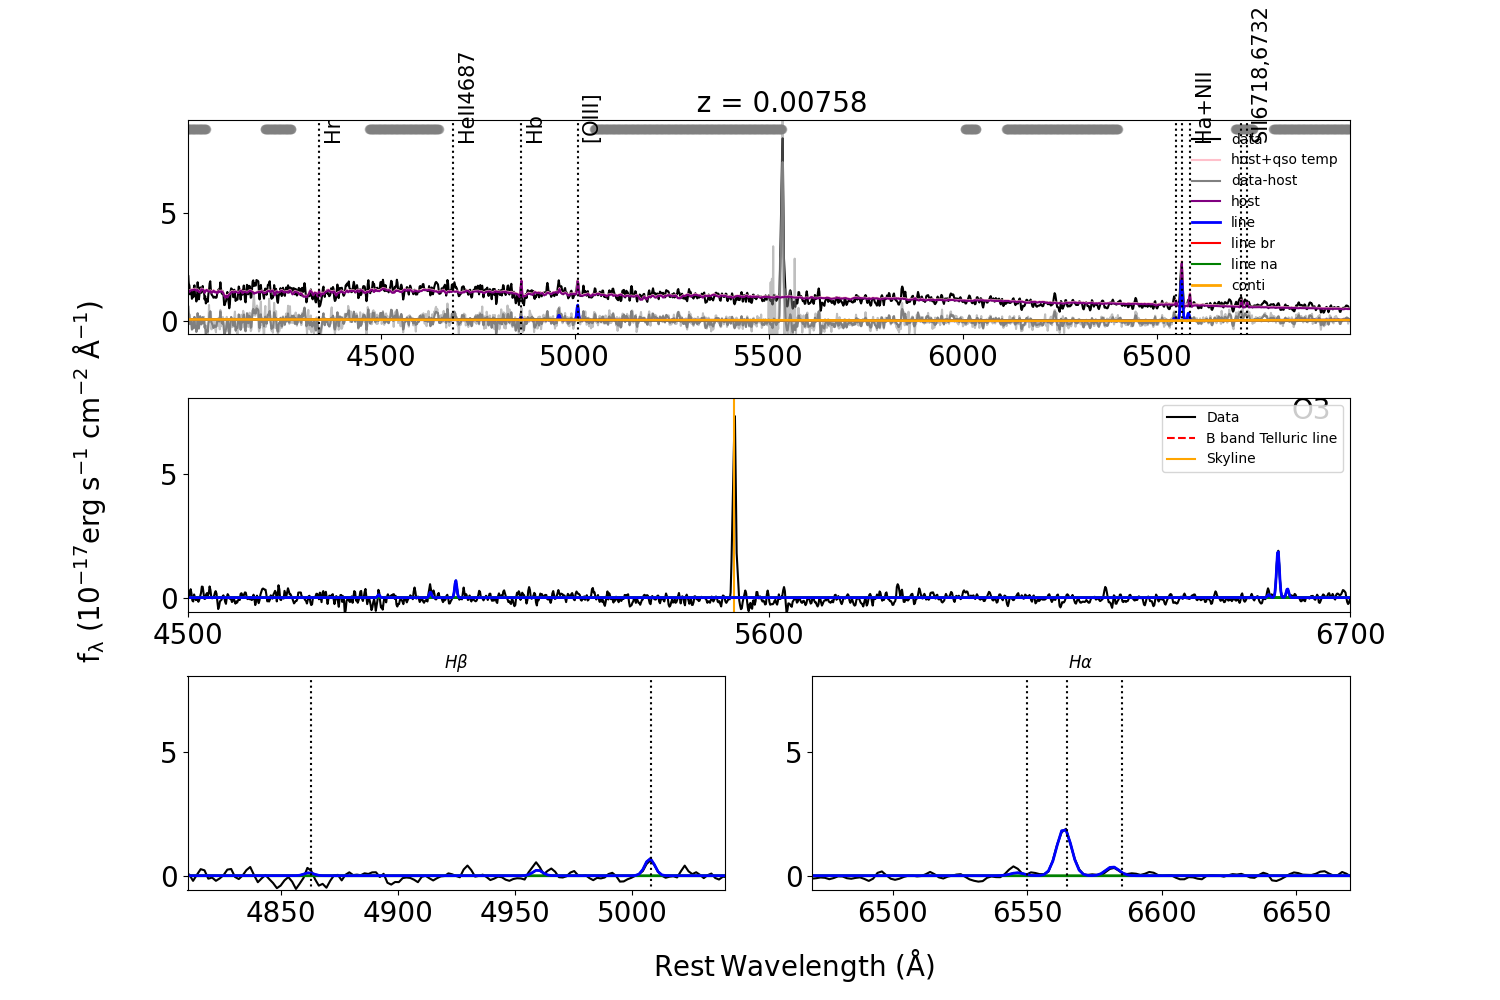 z = 0.00758
Hr
HeII4687
Hb
[OIII]
Ha+NII
SII6718,6732
data
host+qso temp
data-host
host
line
line br
line na
conti
5
0
4500
5000
5500
6000
6500
fλ (10⁻¹⁷erg s⁻¹ cm⁻² Å⁻¹)
O3
Data
B band Telluric line
Skyline
5
0
4500
5600
6700
Hβ
5
0
4850
4900
4950
5000
Hα
5
0
6500
6550
6600
6650
Rest Wavelength (Å)